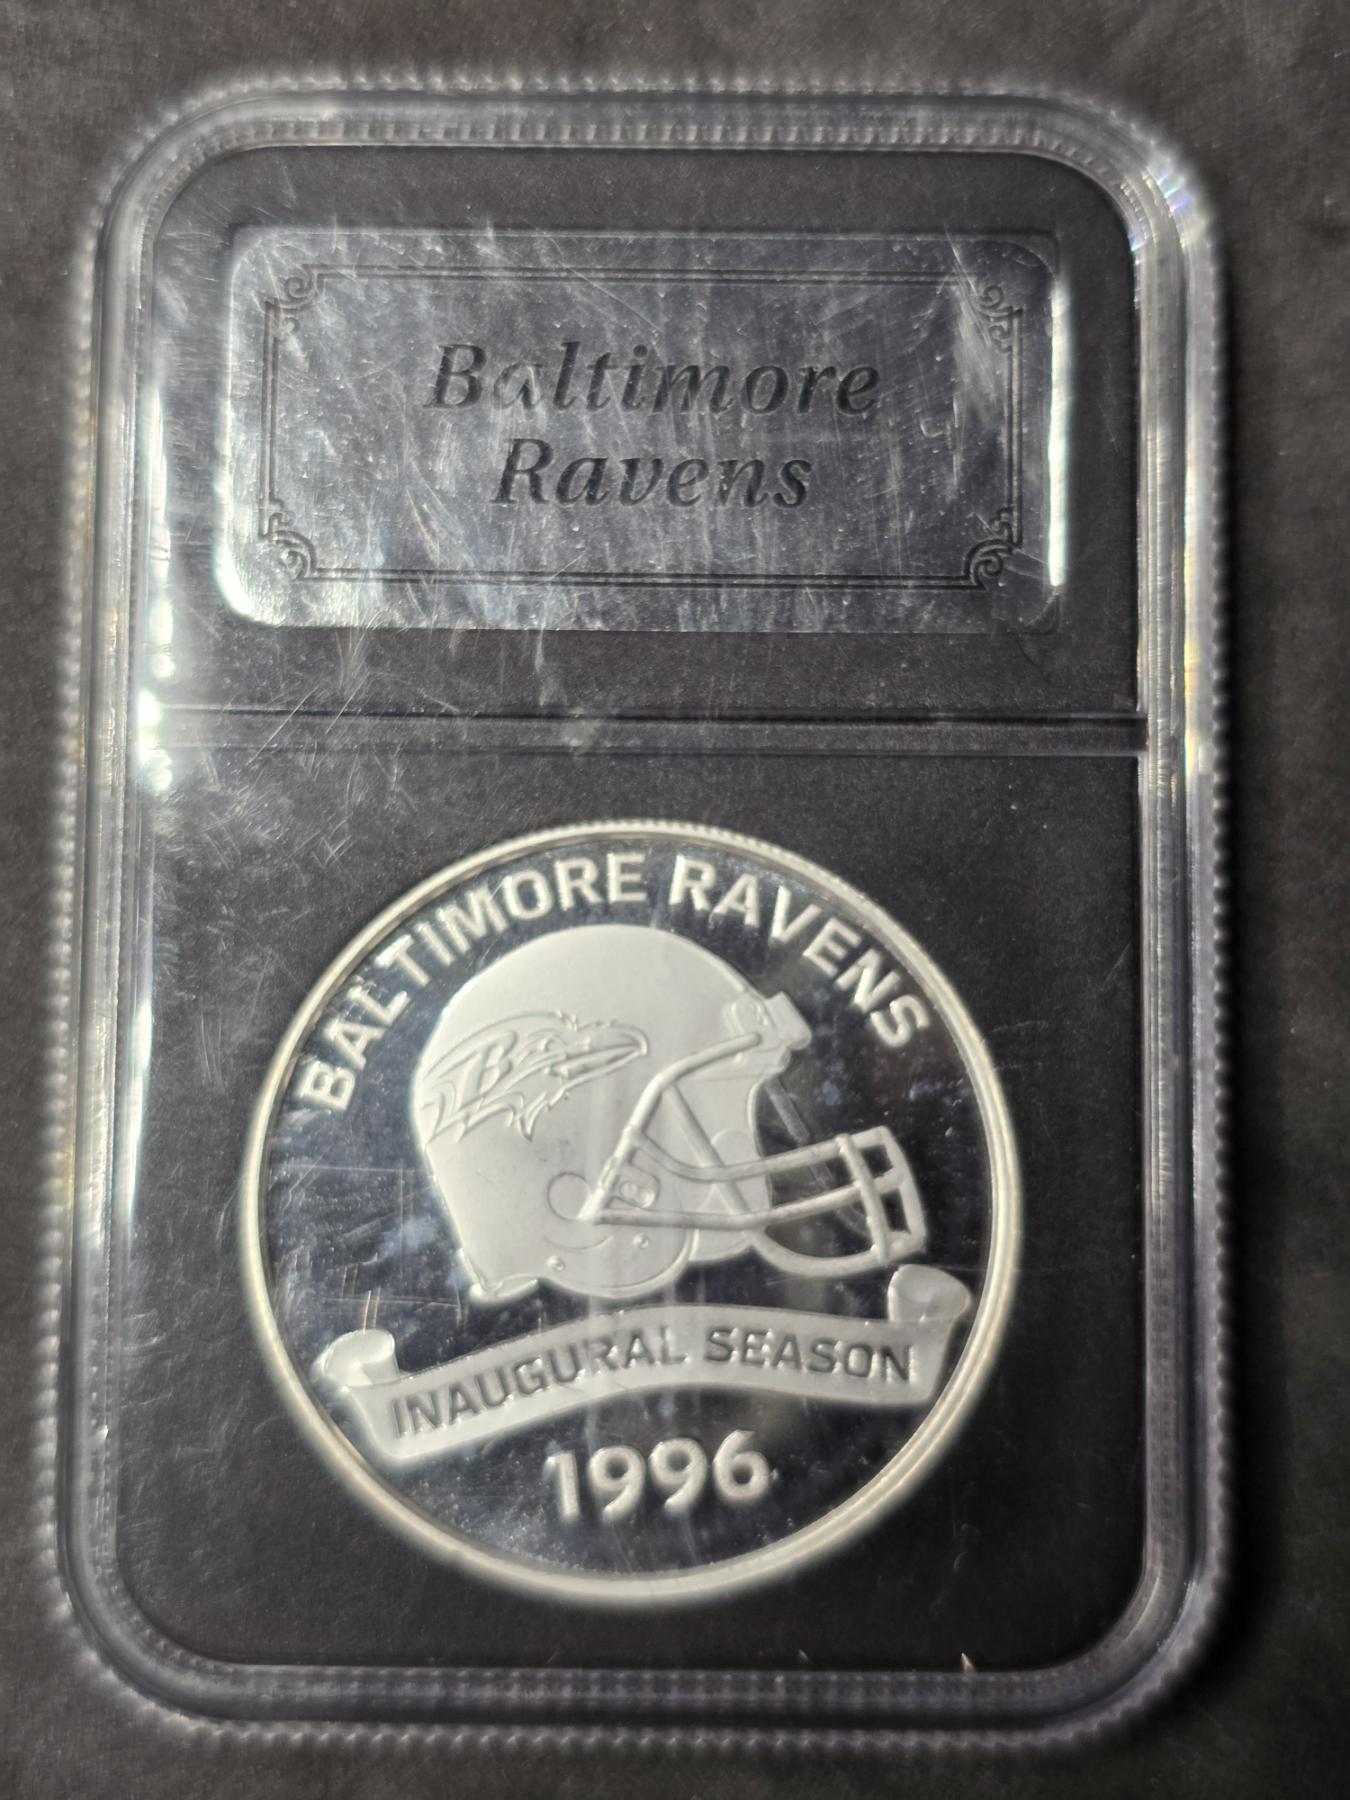 Baltimore
Ravens
BALTIMORE RAVENS
B
INAUGURAL SEASON
1996